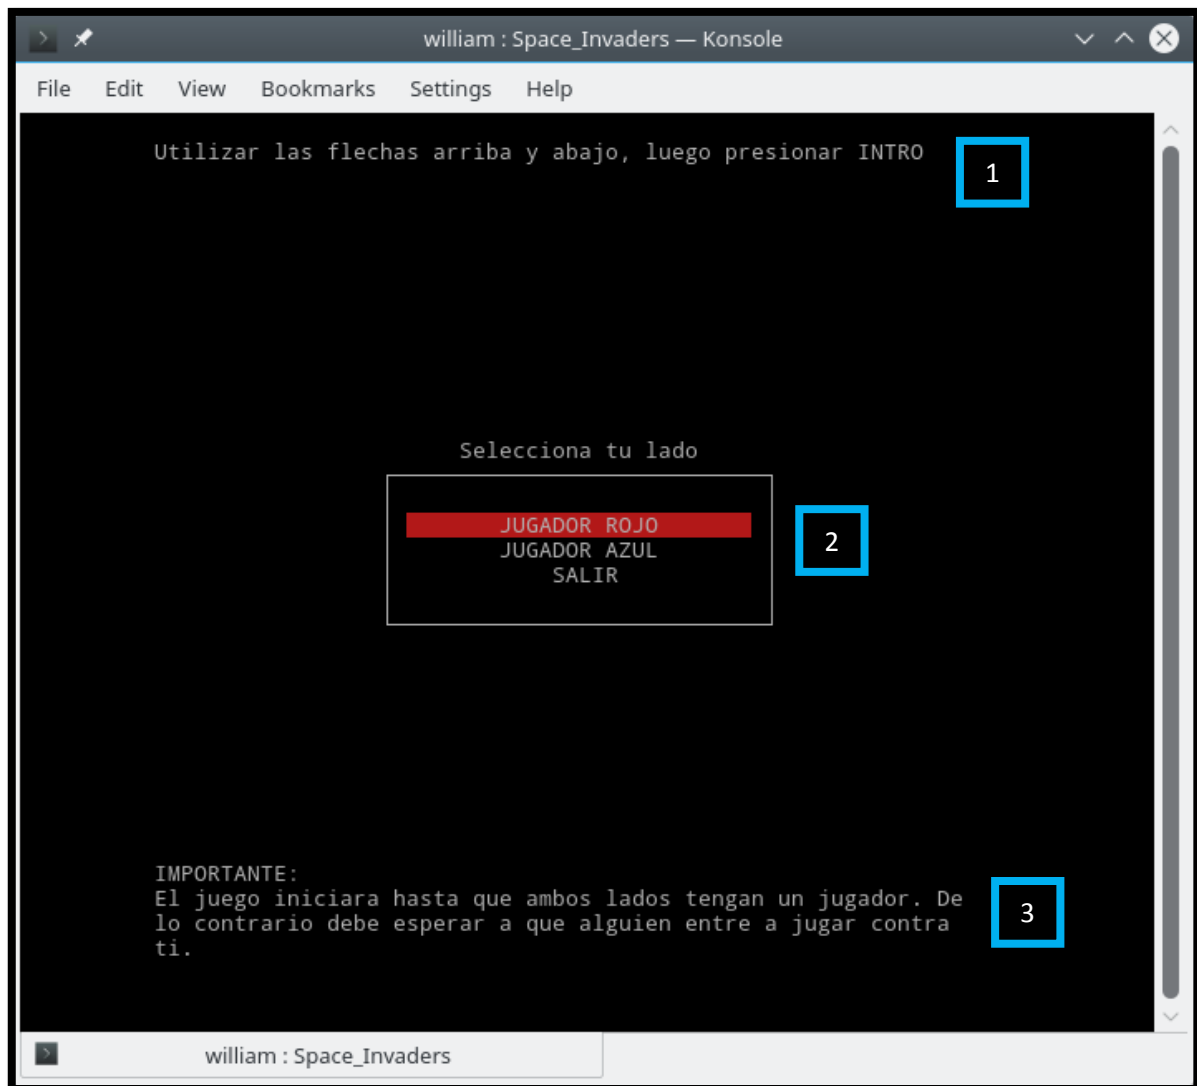 william : Space_Invaders — Konsole
File Edit View Bookmarks Settings Help
Utilizar las flechas arriba y abajo, luego presionar INTRO
1
Selecciona tu lado
JUGADOR ROJO
JUGADOR AZUL
SALIR
2
IMPORTANTE:
El juego iniciara hasta que ambos lados tengan un jugador. De
lo contrario debe esperar a que alguien entre a jugar contra
ti.
3
william : Space_Invaders